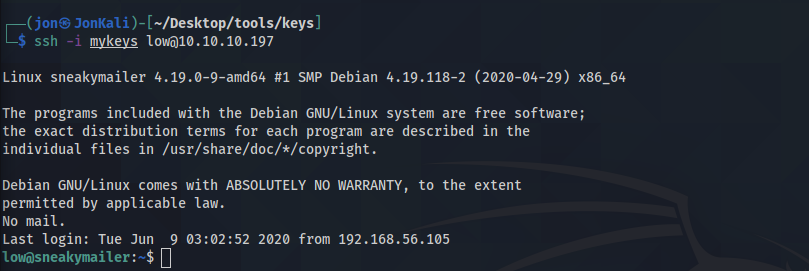 ┌──(jon㉿JonKali)-[~/Desktop/tools/keys]
└─$ ssh -i mykeys low@10.10.10.197
Linux sneakymailer 4.19.0-9-amd64 #1 SMP Debian 4.19.118-2 (2020-04-29) x86_64
The programs included with the Debian GNU/Linux system are free software;
the exact distribution terms for each program are described in the
individual files in /usr/share/doc/*/copyright.
Debian GNU/Linux comes with ABSOLUTELY NO WARRANTY, to the extent
permitted by applicable law.
No mail.
Last login: Tue Jun  9 03:02:52 2020 from 192.168.56.105
low@sneakymailer:~$